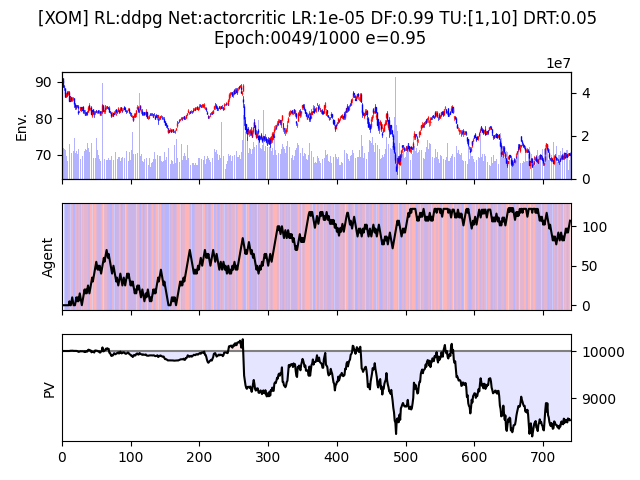 [XOM] RL:ddpg Net:actorcritic LR:1e-05 DF:0.99 TU:[1,10] DRT:0.05
Epoch:0049/1000 e=0.95
1e7
Env.
90
80
70
4
2
0
Agent
100
50
0
PV
10000
9000
0 100 200 300 400 500 600 700